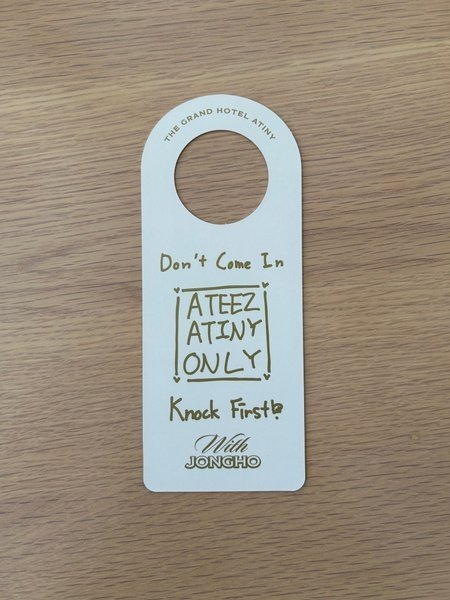 THE GRAND HOTEL ATINY
Don't Come In
ATEEZ
ATINY
ONLY
Knock First!?
With
JONGHO